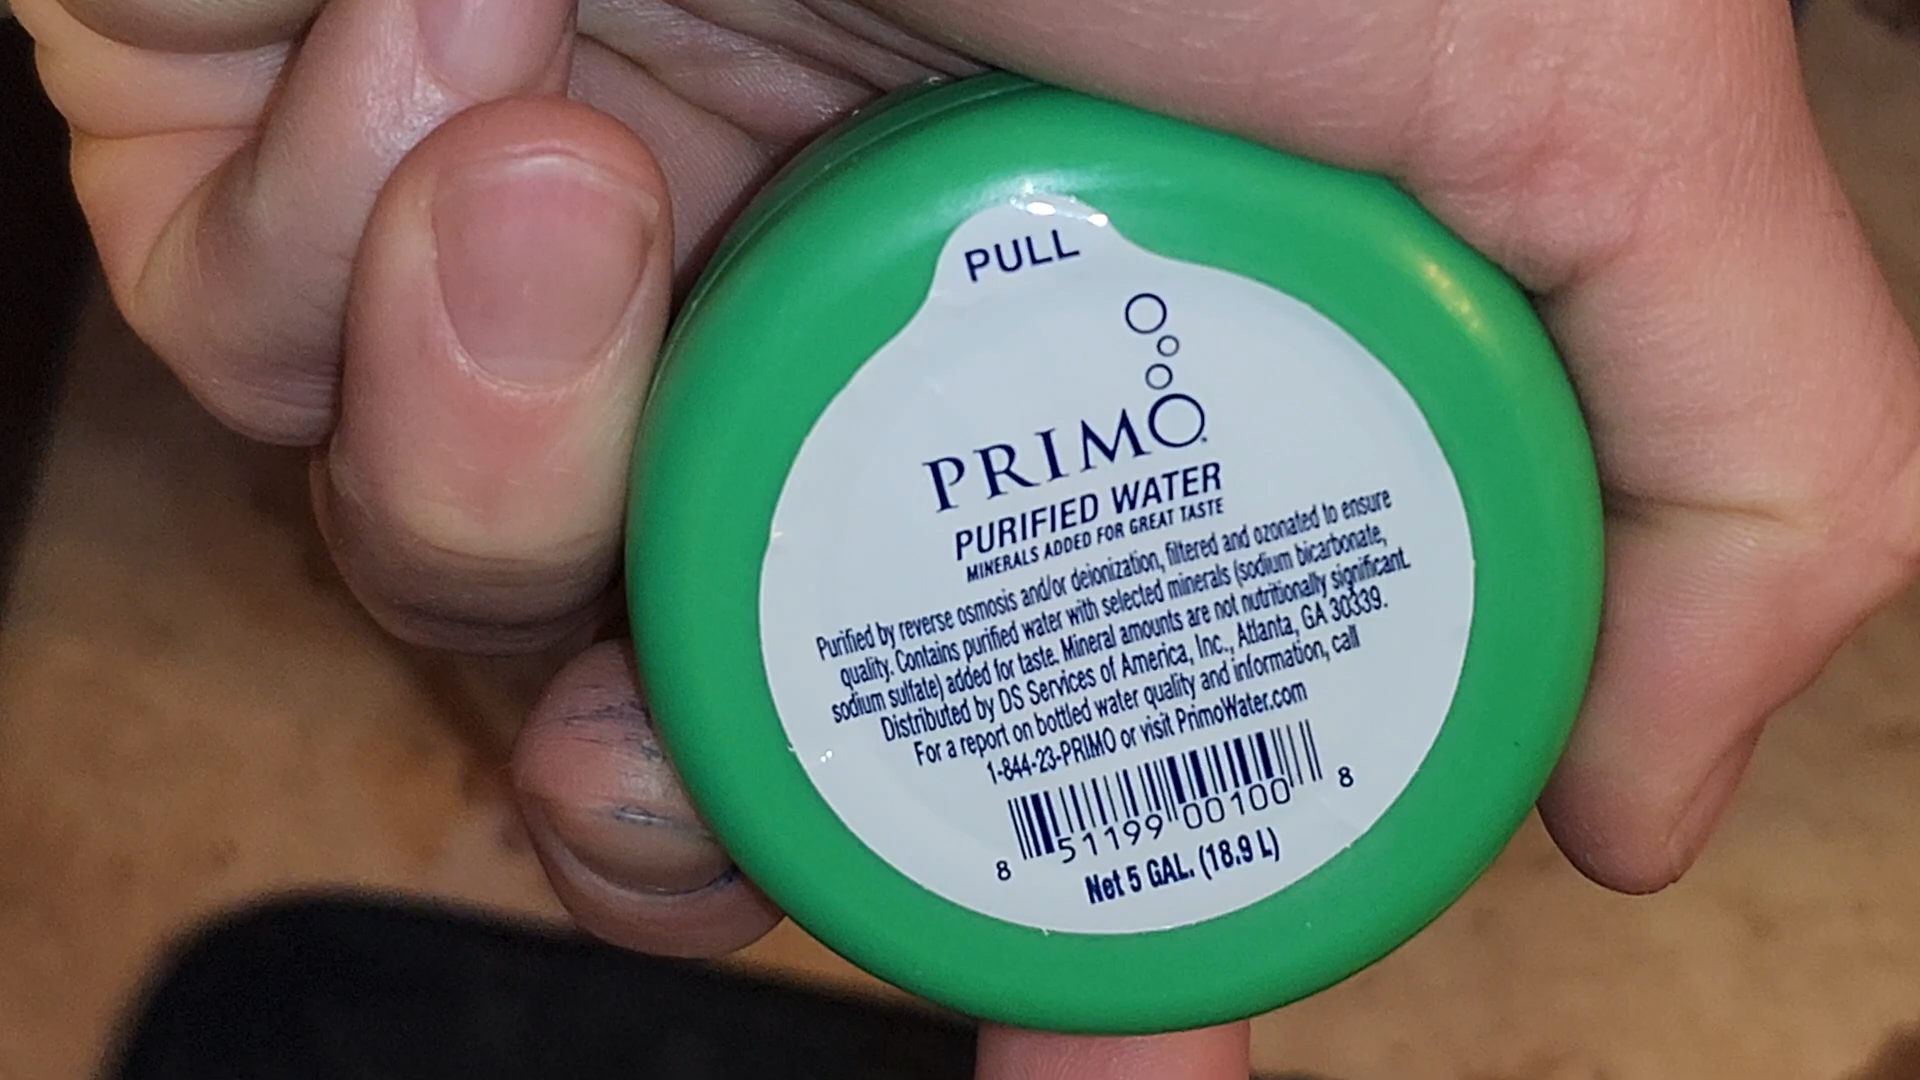 PULL
PRIMO
PURIFIED WATER
MINERALS ADDED FOR GREAT TASTE
Purified by reverse osmosis and/or deionization, filtered and ozonated to ensure
quality. Contains purified water with selected minerals (sodium bicarbonate,
sodium sulfate) added for taste. Mineral amounts are not nutritionally significant.
Distributed by DS Services of America, Inc., Atlanta, GA 30339.
For a report on bottled water quality and information, call
1-844-23-PRIMO or visit PrimoWater.com
8 51199 00100 8
Net 5 GAL. (18.9 L)